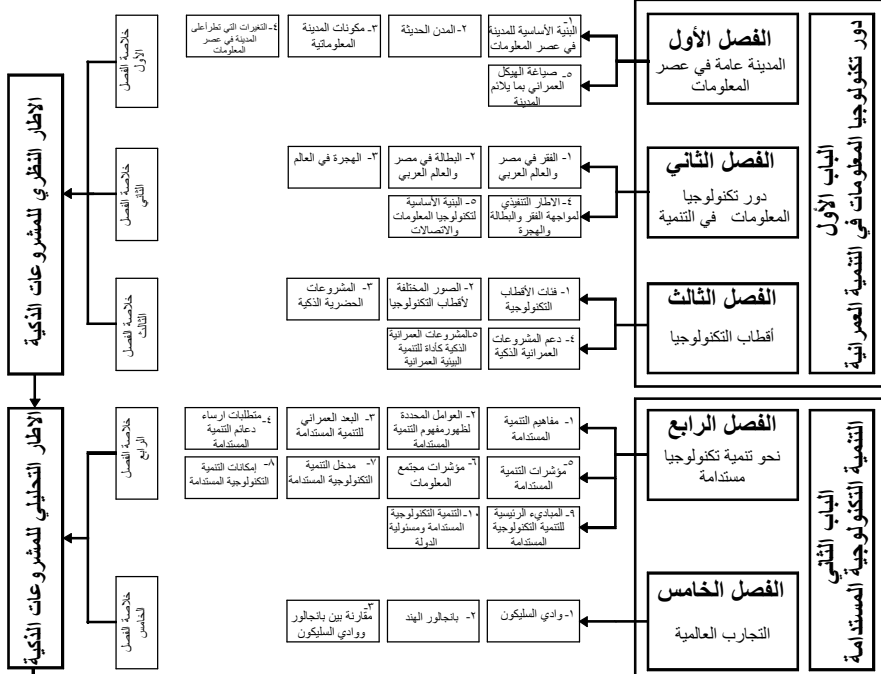 الباب الأول
دور تكنولوجيا المعلومات في التنمية العمرانية
الفصل الأول
المدينة عامة في عصر
المعلومات
١- البنية الأساسية للمدينة
في عصر المعلومات
٢- المدن الحديثة
٣- مكونات المدينة
المعلوماتية
٤- التغيرات التي تطرأعلى
المدينة في عصر
المعلومات
٥- صياغة الهيكل
العمراني بما يلائم
المدينة
خلاصة الفصل
الأول
الفصل الثاني
دور تكنولوجيا
المعلومات في التنمية
١- الفقر في مصر
والعالم العربي
٢- البطالة في مصر
والعالم العربي
٣- الهجرة في العالم
٤- الاطار التنفيذي
لمواجهة الفقر والبطالة
والهجرة
٥- البنية الأساسية
لتكنولوجيا المعلومات
والاتصالات
خلاصة الفصل
الثاني
الفصل الثالث
أقطاب التكنولوجيا
١- فئات الأقطاب
التكنولوجية
٢- الصور المختلفة
لأقطاب التكنولوجيا
٣- المشروعات
الحضرية الذكية
٤- دعم المشروعات
العمرانية الذكية
٥- المشروعات العمرانية
الذكية كأداة للتنمية
البيئية العمرانية
خلاصة الفصل
الثالث
الاطار النظري للمشروعات الذكية
الباب الثاني
التنمية التكنولوجية المستدامة
الفصل الرابع
نحو تنمية تكنولوجيا
مستدامة
١- مفاهيم التنمية
المستدامة
٢- العوامل المحددة
لظهورمفهوم التنمية
المستدامة
٣- البعد العمراني
للتنمية المستدامة
٤- متطلبات ارساء
دعائم التنمية
المستدامة
٥- مؤشرات التنمية
المستدامة
٦- مؤشرات مجتمع
المعلومات
٧- مدخل التنمية
التكنولوجية المستدامة
٨- إمكانات التنمية
التكنولوجية المستدامة
٩- المباديء الرئيسية
للتنمية التكنولوجية
المستدامة
١٠- التنمية التكنولوجية
المستدامة ومسئولية
الدولة
خلاصة الفصل
الرابع
الفصل الخامس
التجارب العالمية
١- وادي السليكون
٢- بانجالور الهند
٣- مقارنة بين بانجالور
ووادي السليكون
خلاصة الفصل
الخامس
الاطار التحليلي للمشروعات الذكية